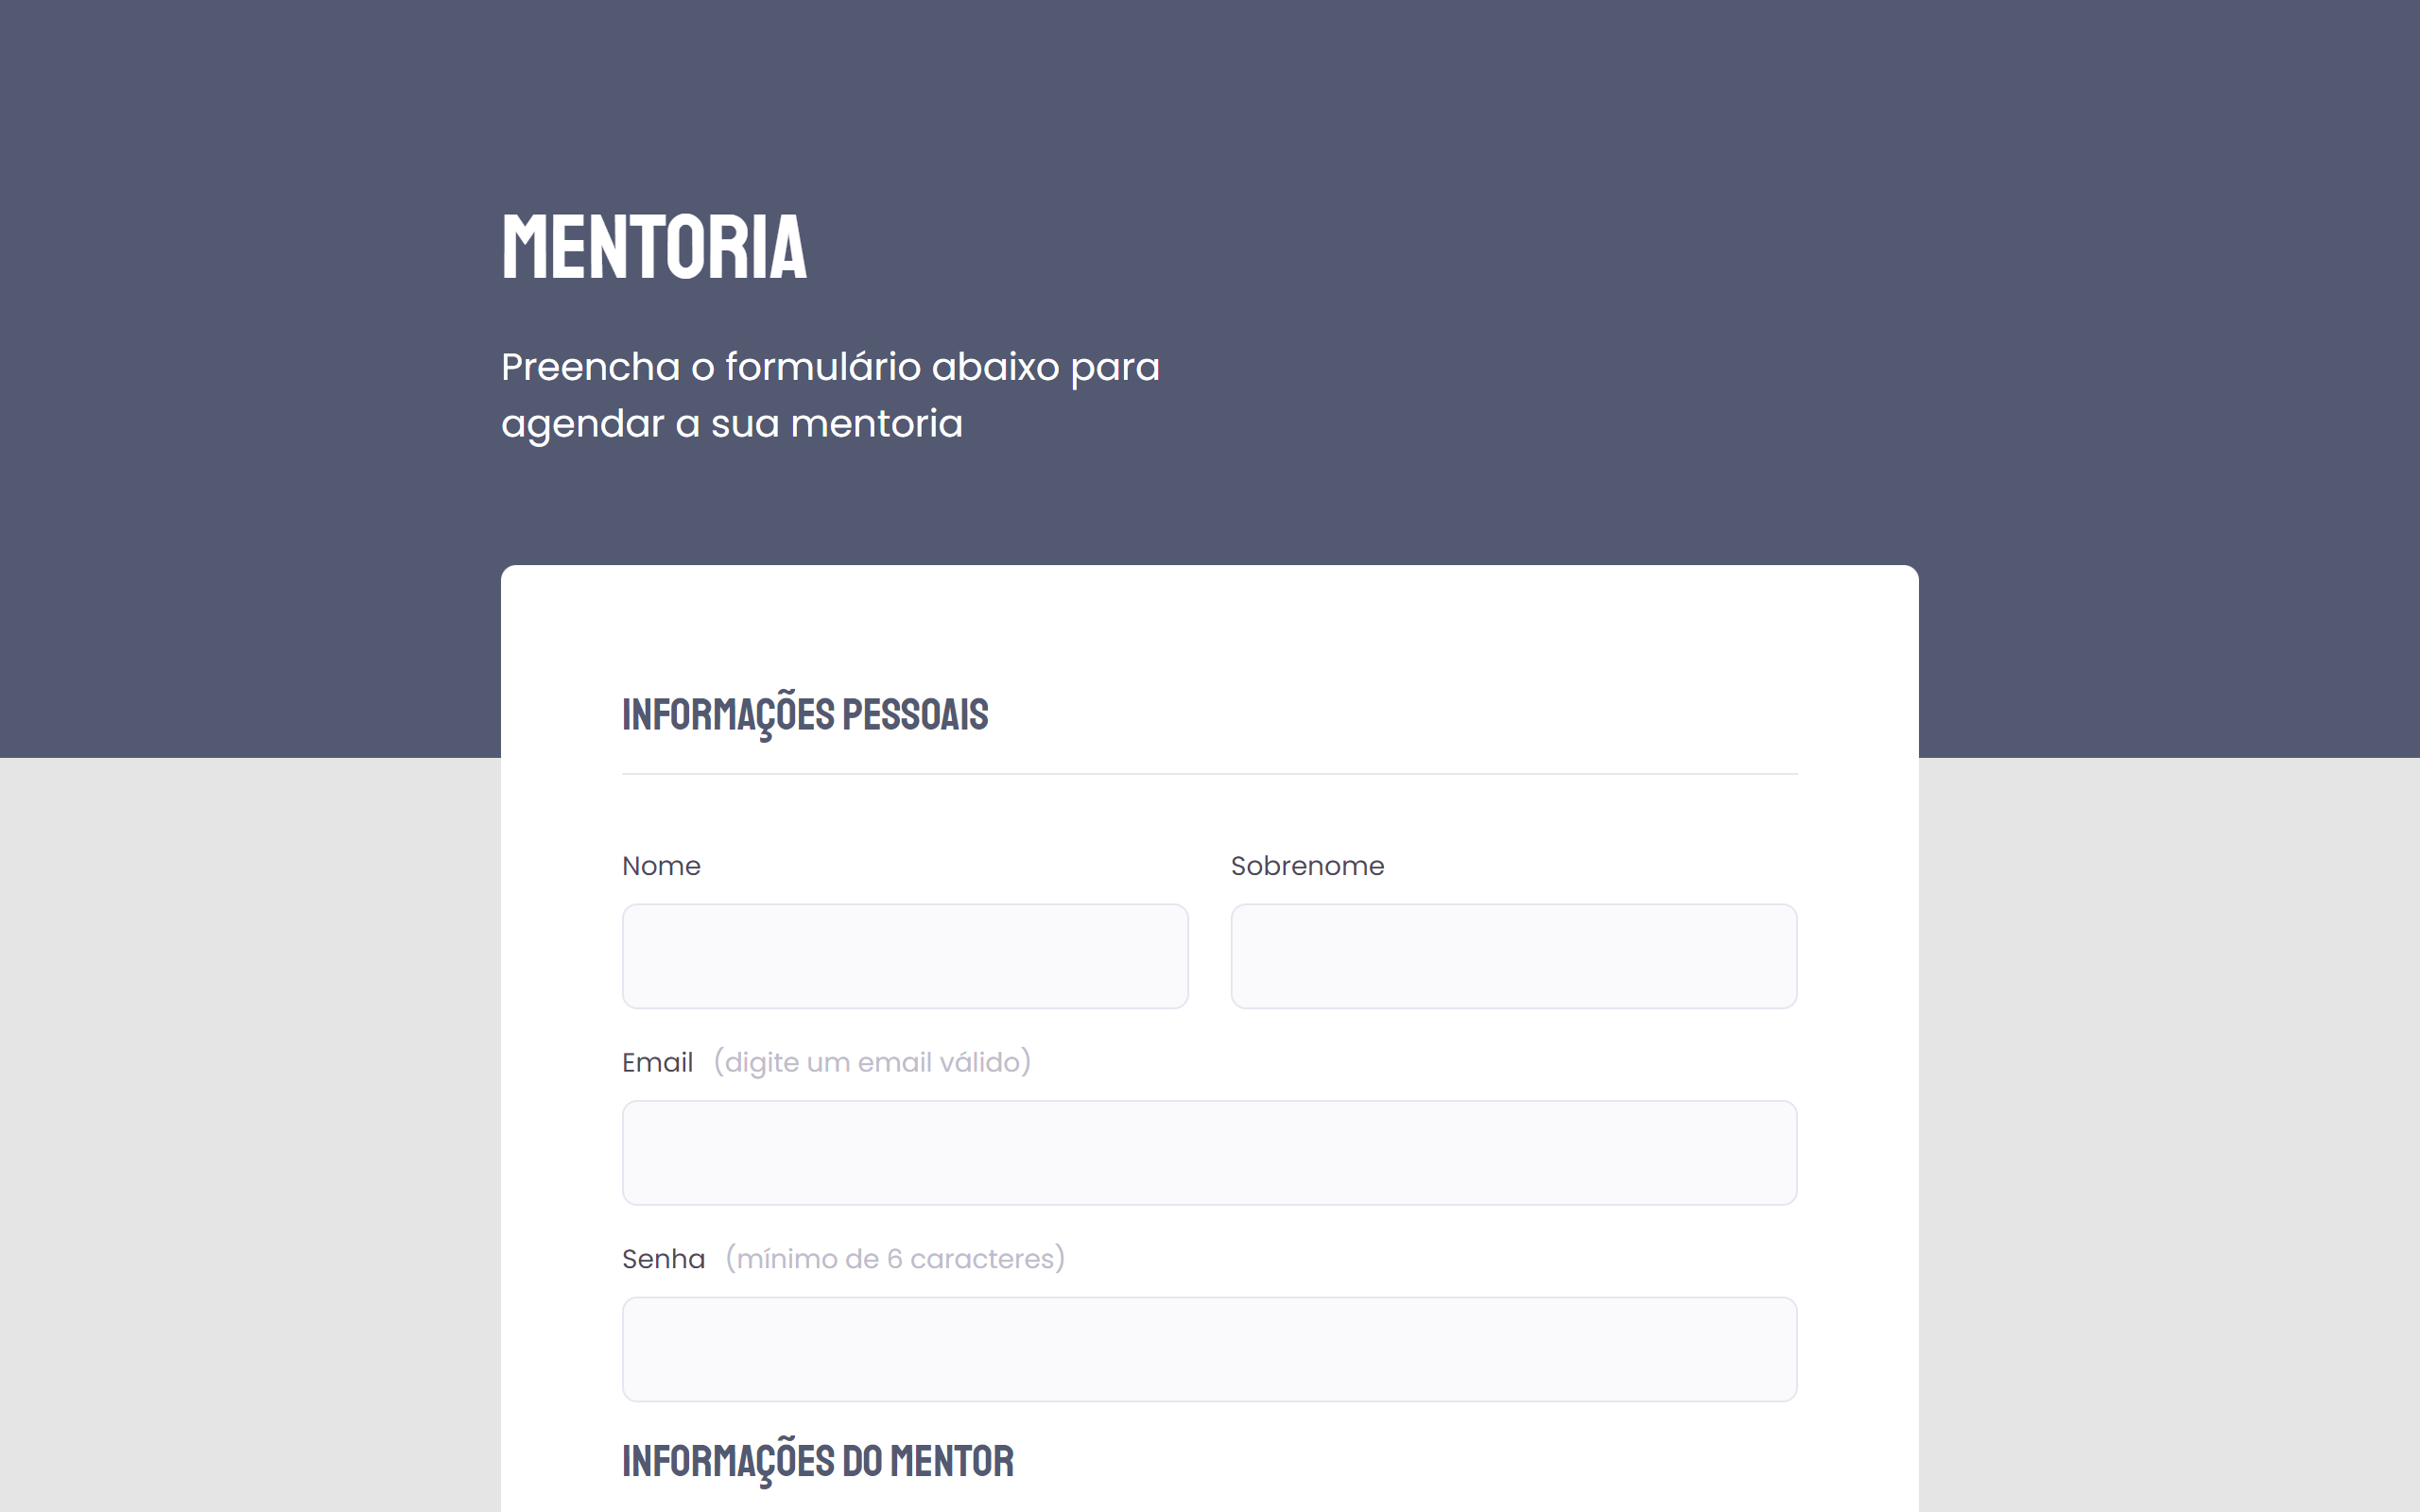 MENTORIA
Preencha o formulário abaixo para
agendar a sua mentoria
INFORMAÇÕES PESSOAIS
Nome
Sobrenome
Email (digite um email válido)
Senha (mínimo de 6 caracteres)
INFORMAÇÕES DO MENTOR